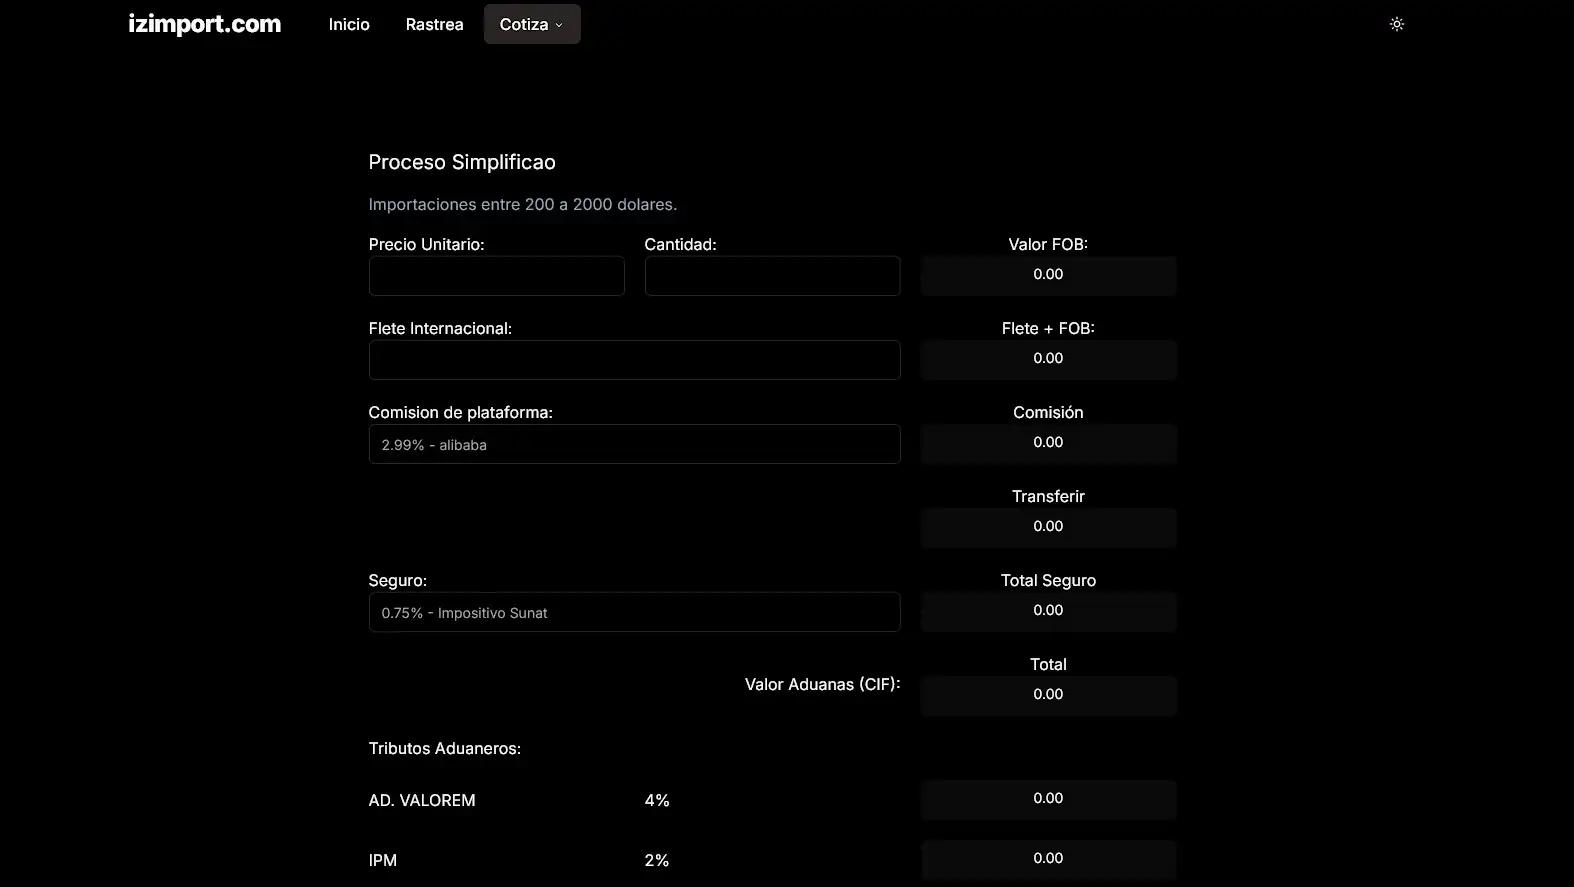 izimport.com Inicio Rastrea Cotiza
Proceso Simplificao
Importaciones entre 200 a 2000 dolares.
Precio Unitario: Cantidad: Valor FOB:
0.00
Flete Internacional: Flete + FOB:
0.00
Comision de plataforma: Comisión
2.99% - alibaba 0.00
Transferir
0.00
Seguro: Total Seguro
0.75% - Impositivo Sunat 0.00
Total
Valor Aduanas (CIF): 0.00
Tributos Aduaneros:
AD. VALOREM 4% 0.00
IPM 2% 0.00